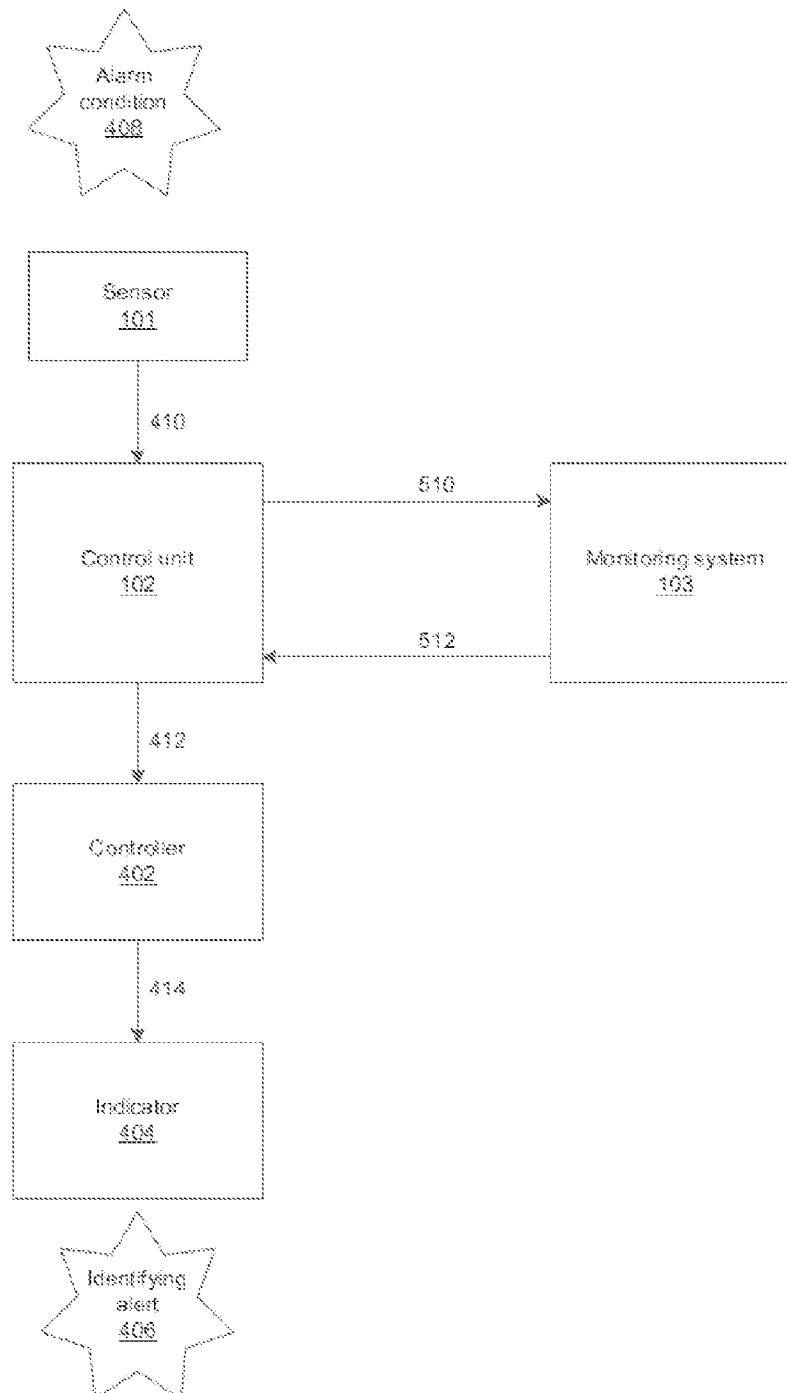 Alarm
condition
408
Sensor
101
410
510
Control unit
102
Monitoring system
103
512
412
Controller
402
414
Indicator
404
Identifying
alert
406